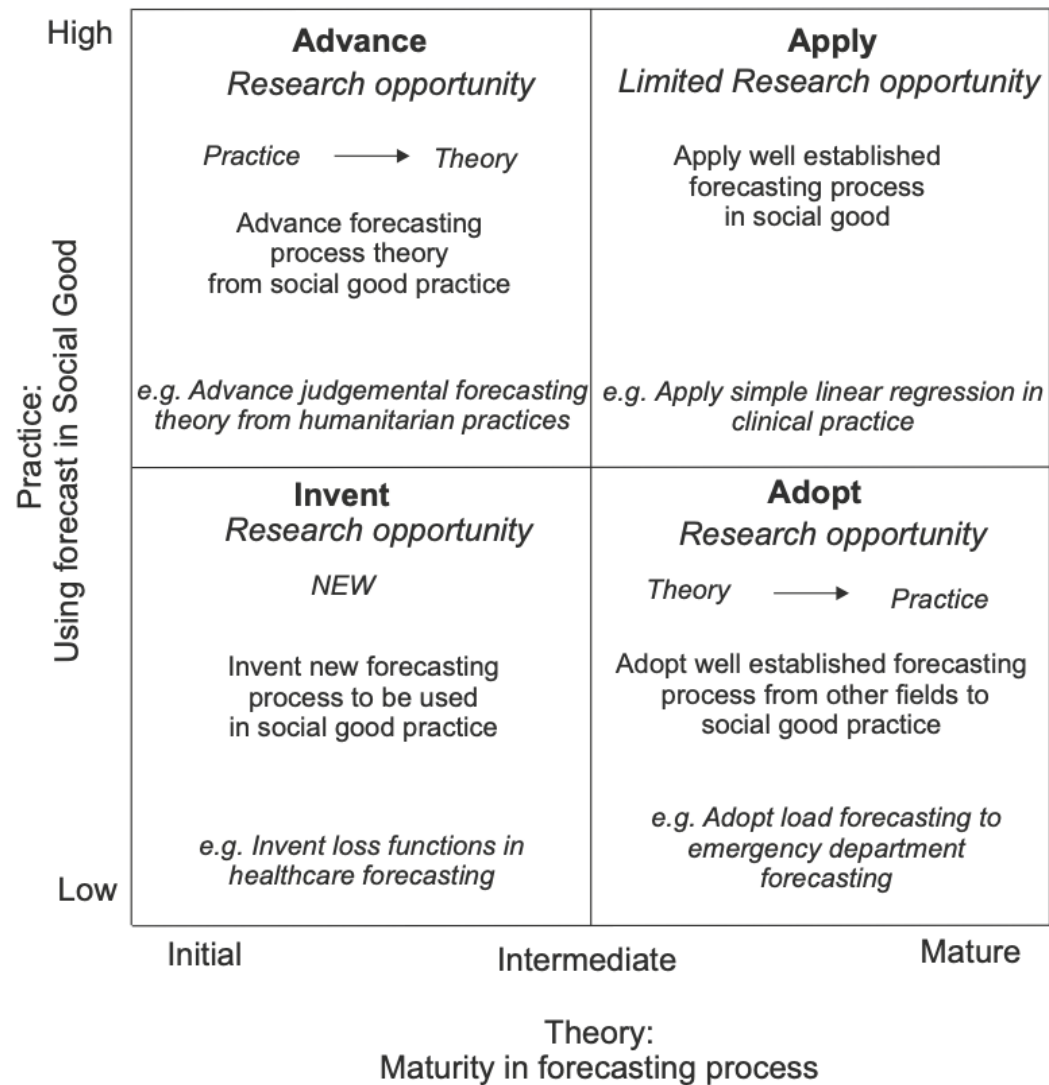 High
Advance
Research opportunity
Practice
Theory
Advance forecasting
process theory
from social good practice
e.g. Advance judgemental forecasting
theory from humanitarian practices
Apply
Limited Research opportunity
Apply well established
forecasting process
in social good
e.g. Apply simple linear regression in
clinical practice
Practice:
Using forecast in Social Good
Invent
Research opportunity
NEW
Invent new forecasting
process to be used
in social good practice
e.g. Invent loss functions in
healthcare forecasting
Adopt
Research opportunity
Theory
Practice
Adopt well established forecasting
process from other fields to
social good practice
e.g. Adopt load forecasting to
emergency department
forecasting
Low
Initial
Intermediate
Mature
Theory:
Maturity in forecasting process